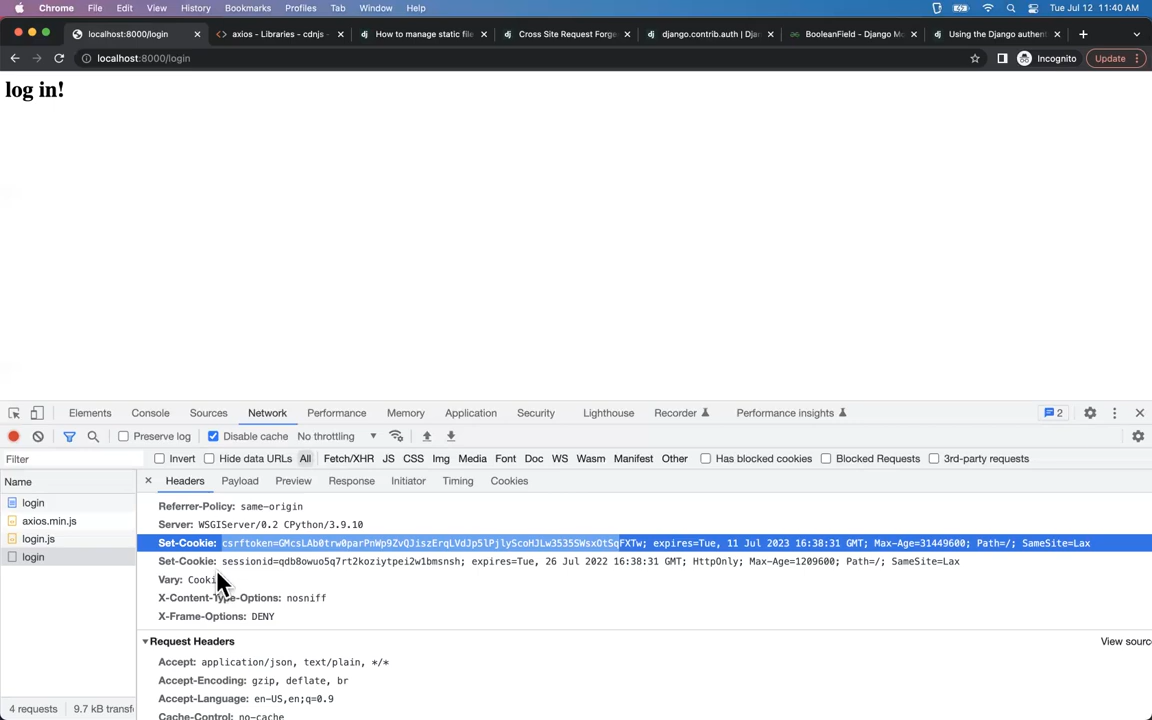 Chrome File Edit View History Bookmarks Profiles Tab Window Help Tue Jul 12 11:40 AM
localhost:8000/login axios - Libraries - cdnjs - How to manage static file Cross Site Request Forge django.contrib.auth | Djan BooleanField - Django Mo Using the Django authent
localhost:8000/login Incognito Update
log in!
Elements Console Sources Network Performance Memory Application Security Lighthouse Recorder Performance insights 2
Preserve log Disable cache No throttling
Filter Invert Hide data URLs All Fetch/XHR JS CSS Img Media Font Doc WS Wasm Manifest Other Has blocked cookies Blocked Requests 3rd-party requests
Name Headers Payload Preview Response Initiator Timing Cookies
login
axios.min.js
login.js
login
Referrer-Policy: same-origin
Server: WSGIServer/0.2 CPython/3.9.10
Set-Cookie: csrftoken=GMcsLAb0trw0parPnWp9ZvQJiszErqLVdJp5lPjlyScoHJLw3535SWsxOtSqFXTw; expires=Tue, 11 Jul 2023 16:38:31 GMT; Max-Age=31449600; Path=/; SameSite=Lax
Set-Cookie: sessionid=qdb8owuo5q7rt2koziytpei2w1bmsnsh; expires=Tue, 26 Jul 2022 16:38:31 GMT; HttpOnly; Max-Age=1209600; Path=/; SameSite=Lax
Vary: Cooki
X-Content-Type-Options: nosniff
X-Frame-Options: DENY
Request Headers View sourc
Accept: application/json, text/plain, */*
Accept-Encoding: gzip, deflate, br
Accept-Language: en-US,en;q=0.9
Cache-Control: no-cache
4 requests 9.7 kB transf